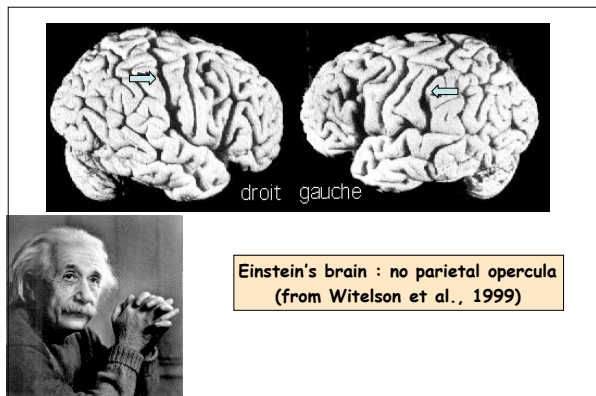 droit gauche
Einstein's brain : no parietal opercula
(from Witelson et al., 1999)